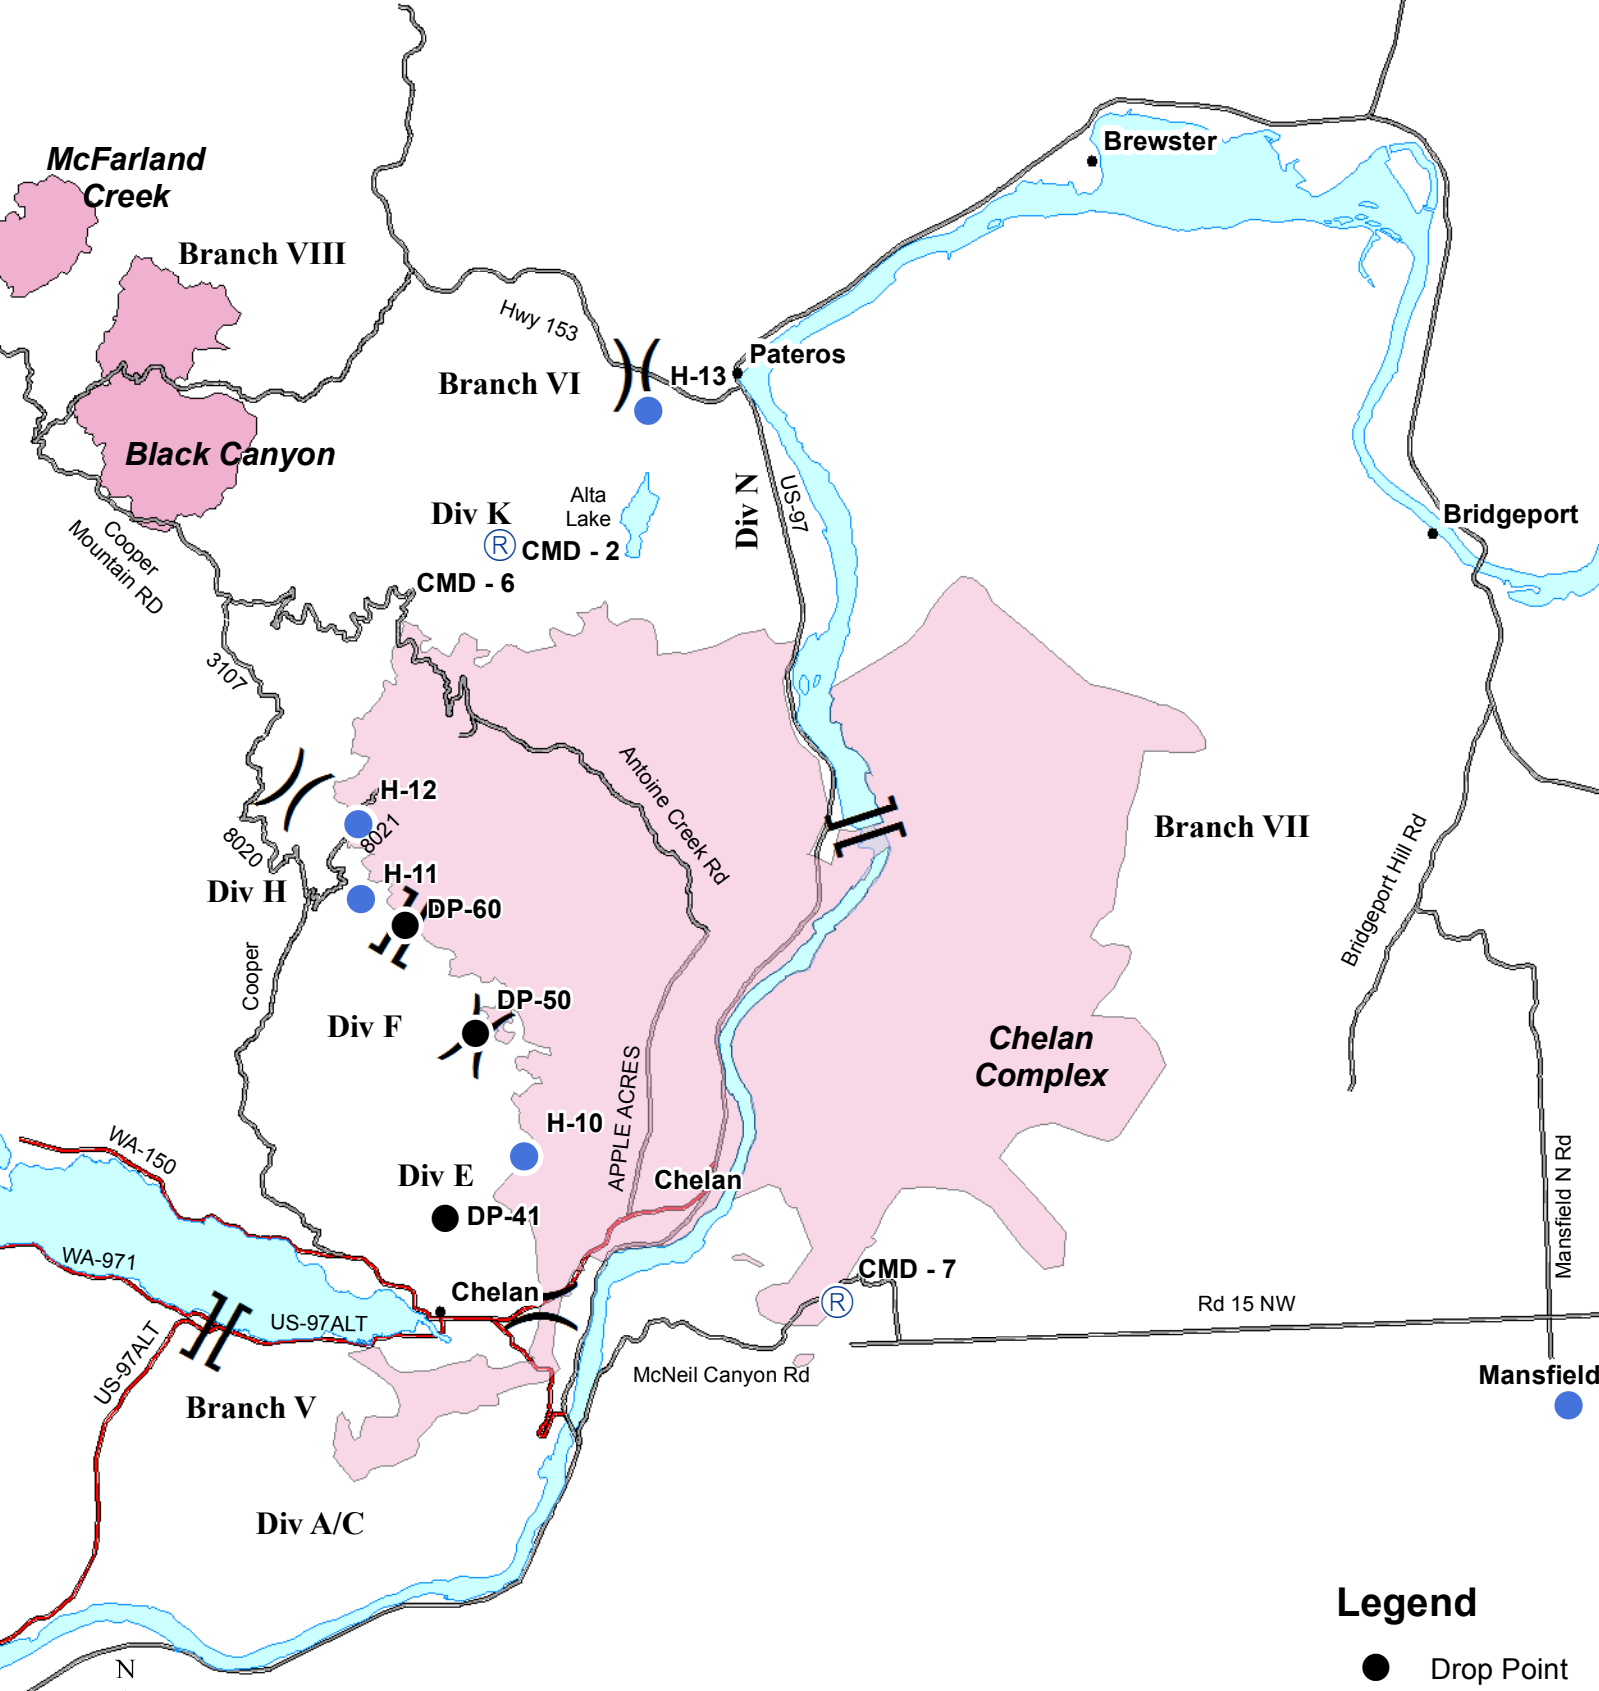 Brewster
McFarland
Creek
Branch VIII
Hwy 153
Pateros
H-13
Branch VI
Black Canyon
Div N
US-97
Alta
Lake
Div K
Bridgeport
Ⓡ
CMD - 2
Cooper
Mountain RD
CMD - 6
3107
Antoine Creek Rd
H-12
8021
8020
Branch VII
Bridgeport Hill Rd
H-11
Div H
DP-60
Cooper
DP-50
Div F
Chelan
Complex
APPLE ACRES
H-10
WA-150
Mansfield N Rd
Div E
Chelan
DP-41
WA-971
CMD - 7
Ⓡ
Chelan
Rd 15 NW
US-97ALT
US-97ALT
McNeil Canyon Rd
Mansfield
Branch V
Div A/C
Legend
N
Drop Point